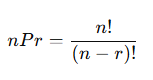 nPr = n! / (n − r)!